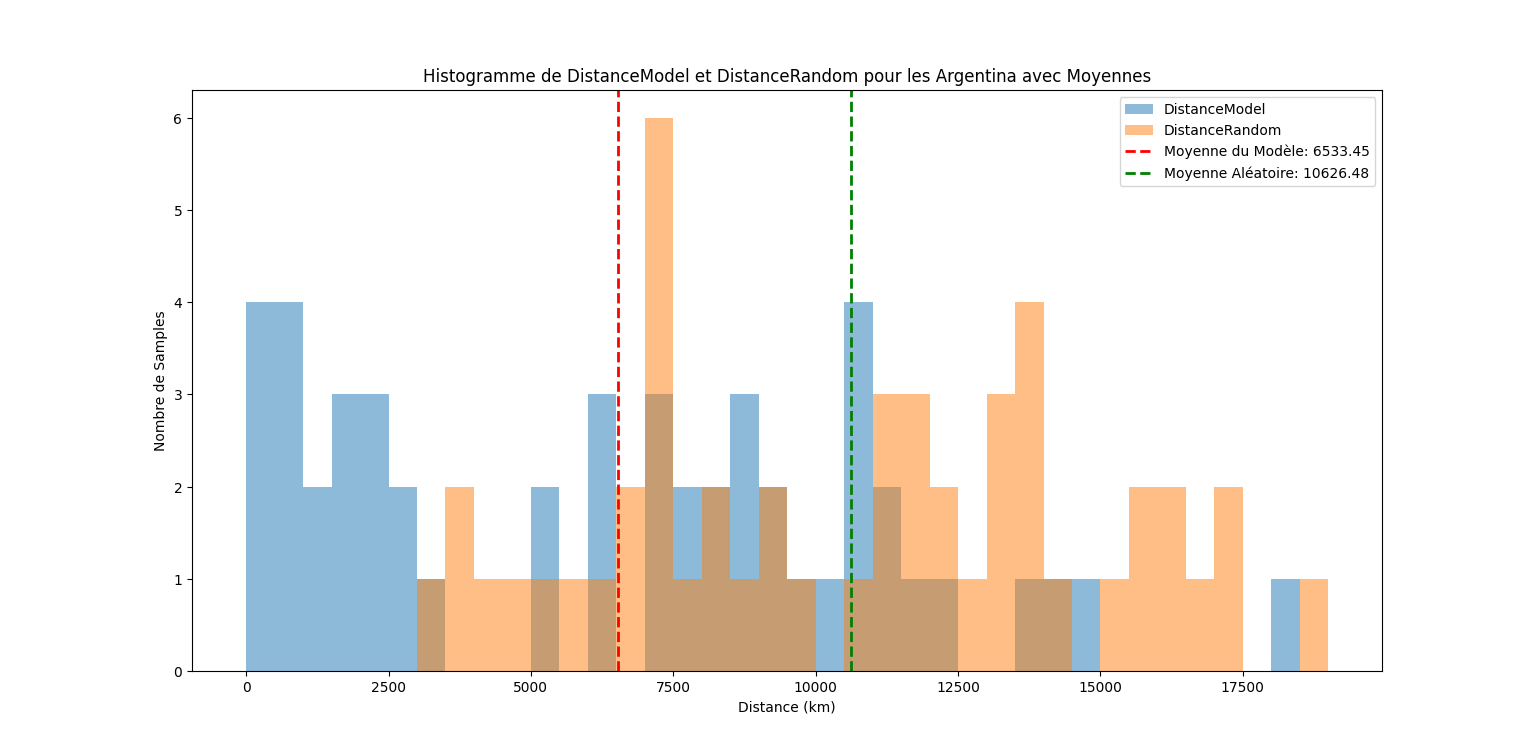 Histogramme de DistanceModel et DistanceRandom pour les Argentina avec Moyennes
DistanceModel
DistanceRandom
Moyenne du Modèle: 6533.45
Moyenne Aléatoire: 10626.48
Nombre de Samples
6
5
4
3
2
1
0
0 2500 5000 7500 10000 12500 15000 17500
Distance (km)